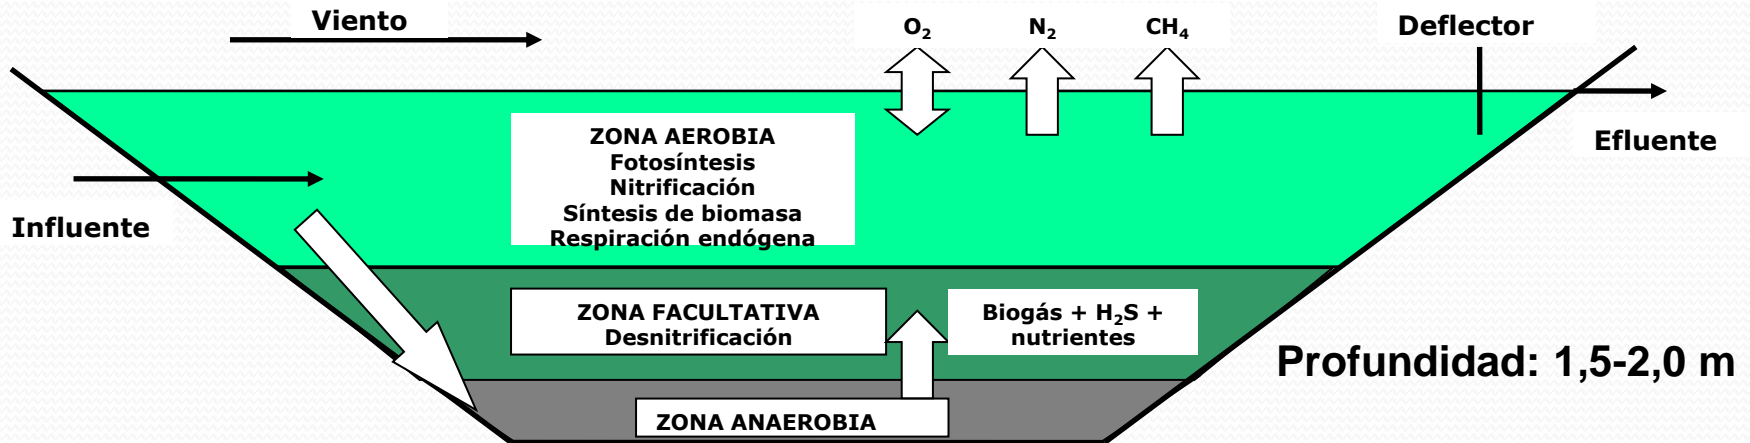 Viento
O₂
N₂
CH₄
Deflector
ZONA AEROBIA
Fotosíntesis
Nitrificación
Síntesis de biomasa
Respiración endógena
Efluente
Influente
ZONA FACULTATIVA
Desnitrificación
Biogás + H₂S +
nutrientes
Profundidad: 1,5-2,0 m
ZONA ANAEROBIA